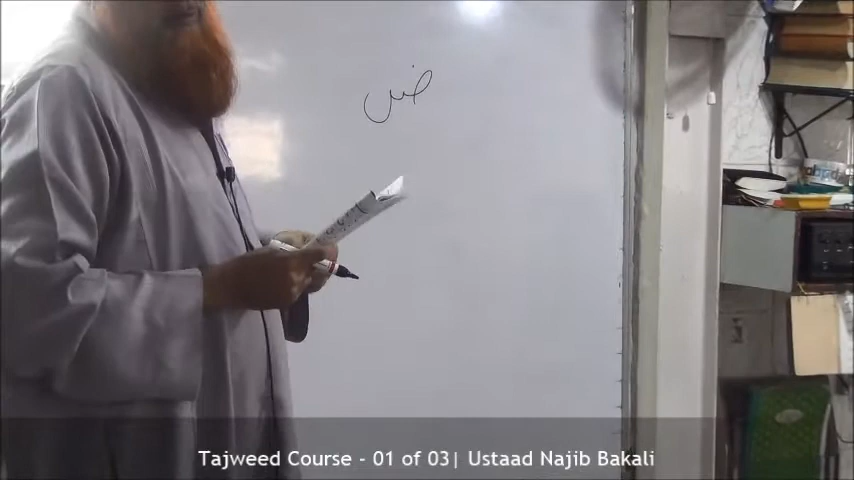 ض
Tajweed Course - 01 of 03| Ustaad Najib Bakali